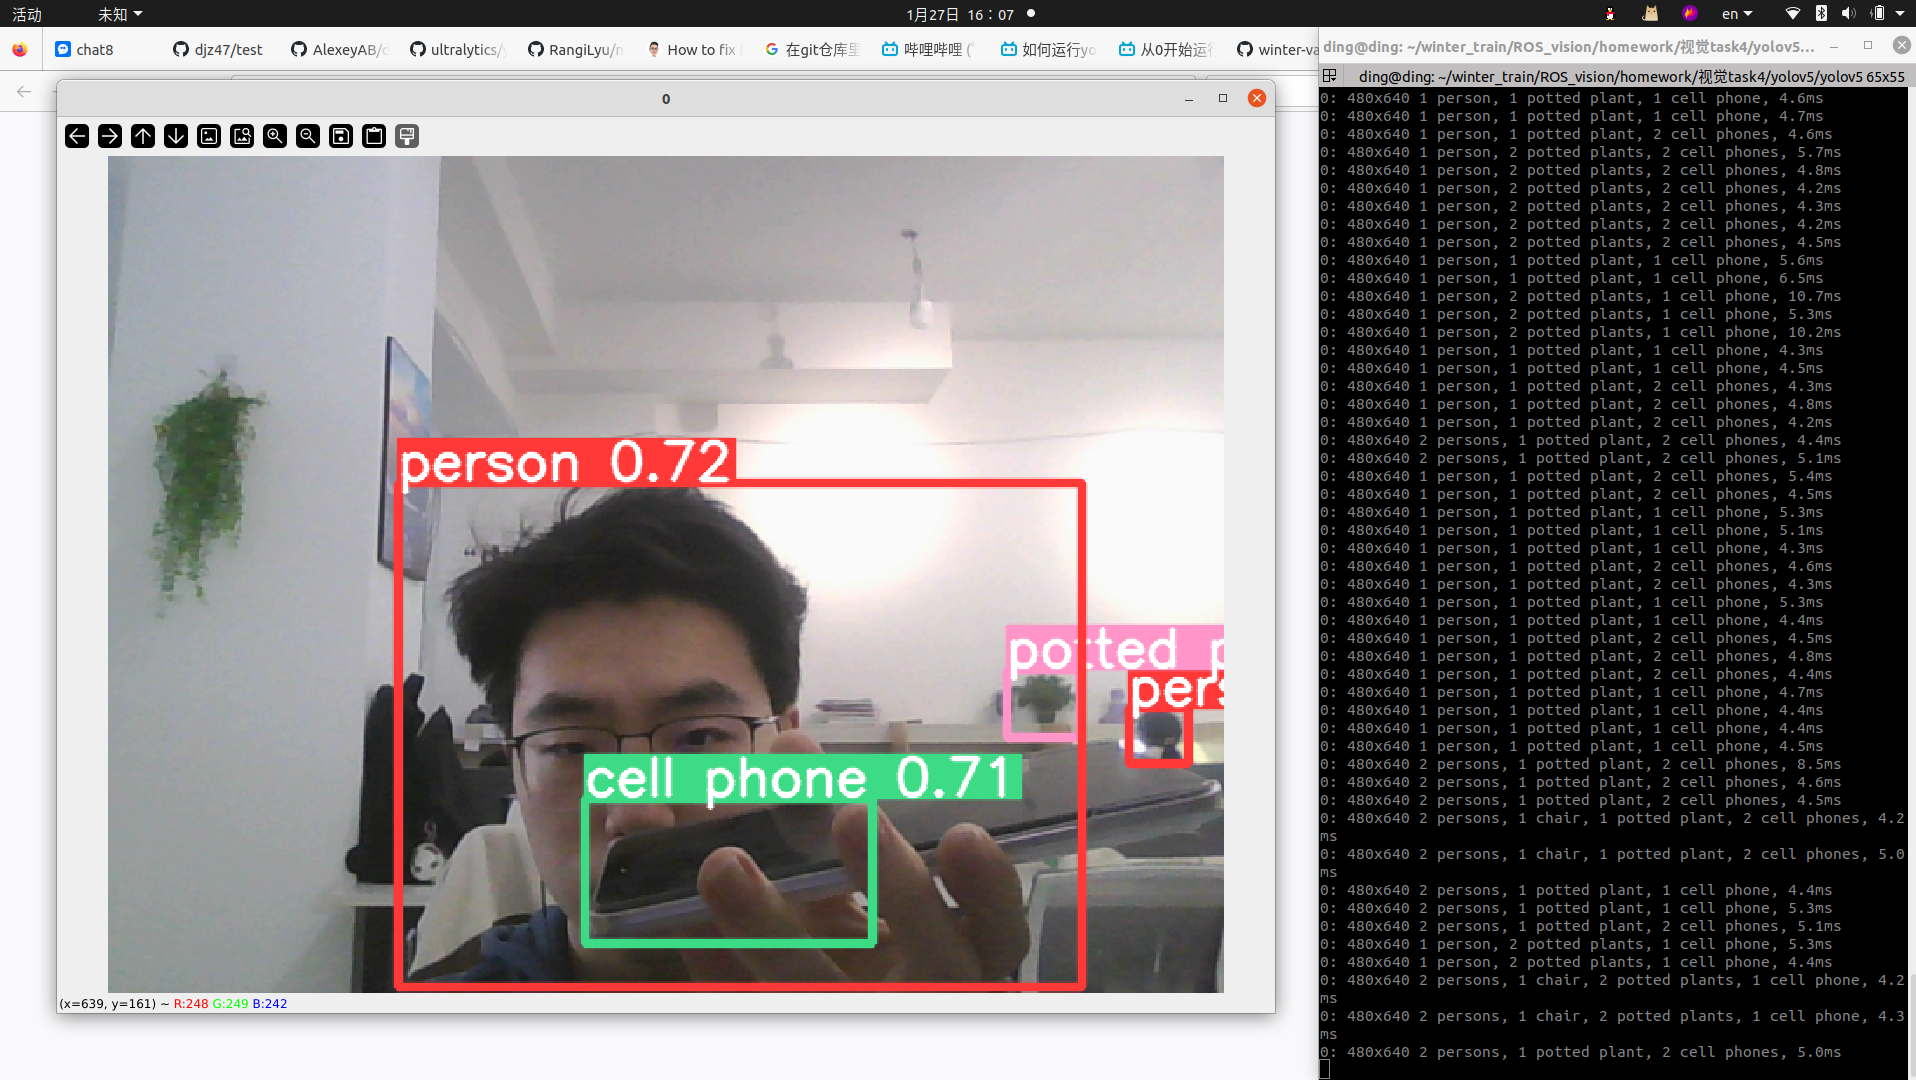 活动
未知
1月27日 16：07
en
chat8
djz47/test
AlexeyAB/d
ultralytics/y
RangiLyu/n
How to fix
在git仓库里
哔哩哔哩 (゜
如何运行yo
从0开始运行
winter-va
0
person 0.72
potted p
pers
cell phone 0.71
(x=639, y=161) ~ R:248 G:249 B:242
ding@ding: ~/winter_train/ROS_vision/homework/视觉task4/yolov5...
ding@ding: ~/winter_train/ROS_vision/homework/视觉task4/yolov5/yolov5 65x55
0: 480x640 1 person, 1 potted plant, 1 cell phone, 4.6ms
0: 480x640 1 person, 1 potted plant, 1 cell phone, 4.7ms
0: 480x640 1 person, 1 potted plant, 2 cell phones, 4.6ms
0: 480x640 1 person, 2 potted plants, 2 cell phones, 5.7ms
0: 480x640 1 person, 2 potted plants, 2 cell phones, 4.8ms
0: 480x640 1 person, 2 potted plants, 2 cell phones, 4.2ms
0: 480x640 1 person, 2 potted plants, 2 cell phones, 4.3ms
0: 480x640 1 person, 2 potted plants, 2 cell phones, 4.2ms
0: 480x640 1 person, 2 potted plants, 2 cell phones, 4.5ms
0: 480x640 1 person, 1 potted plant, 1 cell phone, 5.6ms
0: 480x640 1 person, 1 potted plant, 1 cell phone, 6.5ms
0: 480x640 1 person, 2 potted plants, 1 cell phone, 10.7ms
0: 480x640 1 person, 2 potted plants, 1 cell phone, 5.3ms
0: 480x640 1 person, 2 potted plants, 1 cell phone, 10.2ms
0: 480x640 1 person, 1 potted plant, 1 cell phone, 4.3ms
0: 480x640 1 person, 1 potted plant, 1 cell phone, 4.5ms
0: 480x640 1 person, 1 potted plant, 2 cell phones, 4.3ms
0: 480x640 1 person, 1 potted plant, 2 cell phones, 4.8ms
0: 480x640 1 person, 1 potted plant, 2 cell phones, 4.2ms
0: 480x640 2 persons, 1 potted plant, 2 cell phones, 4.4ms
0: 480x640 2 persons, 1 potted plant, 2 cell phones, 5.1ms
0: 480x640 1 person, 1 potted plant, 2 cell phones, 5.4ms
0: 480x640 1 person, 1 potted plant, 2 cell phones, 4.5ms
0: 480x640 1 person, 1 potted plant, 1 cell phone, 5.3ms
0: 480x640 1 person, 1 potted plant, 1 cell phone, 5.1ms
0: 480x640 1 person, 1 potted plant, 1 cell phone, 4.3ms
0: 480x640 1 person, 1 potted plant, 2 cell phones, 4.6ms
0: 480x640 1 person, 1 potted plant, 2 cell phones, 4.3ms
0: 480x640 1 person, 1 potted plant, 1 cell phone, 5.3ms
0: 480x640 1 person, 1 potted plant, 1 cell phone, 4.4ms
0: 480x640 1 person, 1 potted plant, 2 cell phones, 4.5ms
0: 480x640 1 person, 1 potted plant, 2 cell phones, 4.8ms
0: 480x640 1 person, 1 potted plant, 2 cell phones, 4.4ms
0: 480x640 1 person, 1 potted plant, 1 cell phone, 4.7ms
0: 480x640 1 person, 1 potted plant, 1 cell phone, 4.4ms
0: 480x640 1 person, 1 potted plant, 1 cell phone, 4.4ms
0: 480x640 1 person, 1 potted plant, 1 cell phone, 4.5ms
0: 480x640 2 persons, 1 potted plant, 2 cell phones, 8.5ms
0: 480x640 2 persons, 1 potted plant, 2 cell phones, 4.6ms
0: 480x640 2 persons, 1 potted plant, 2 cell phones, 4.5ms
0: 480x640 2 persons, 1 chair, 1 potted plant, 2 cell phones, 4.2
ms
0: 480x640 2 persons, 1 chair, 1 potted plant, 2 cell phones, 5.0
ms
0: 480x640 2 persons, 1 potted plant, 1 cell phone, 4.4ms
0: 480x640 2 persons, 1 potted plant, 1 cell phone, 5.3ms
0: 480x640 2 persons, 1 potted plant, 2 cell phones, 5.1ms
0: 480x640 1 person, 2 potted plants, 1 cell phone, 5.3ms
0: 480x640 1 person, 2 potted plants, 1 cell phone, 4.4ms
0: 480x640 2 persons, 1 chair, 2 potted plants, 1 cell phone, 4.2
ms
0: 480x640 2 persons, 1 chair, 2 potted plants, 1 cell phone, 4.3
ms
0: 480x640 2 persons, 1 potted plant, 2 cell phones, 5.0ms